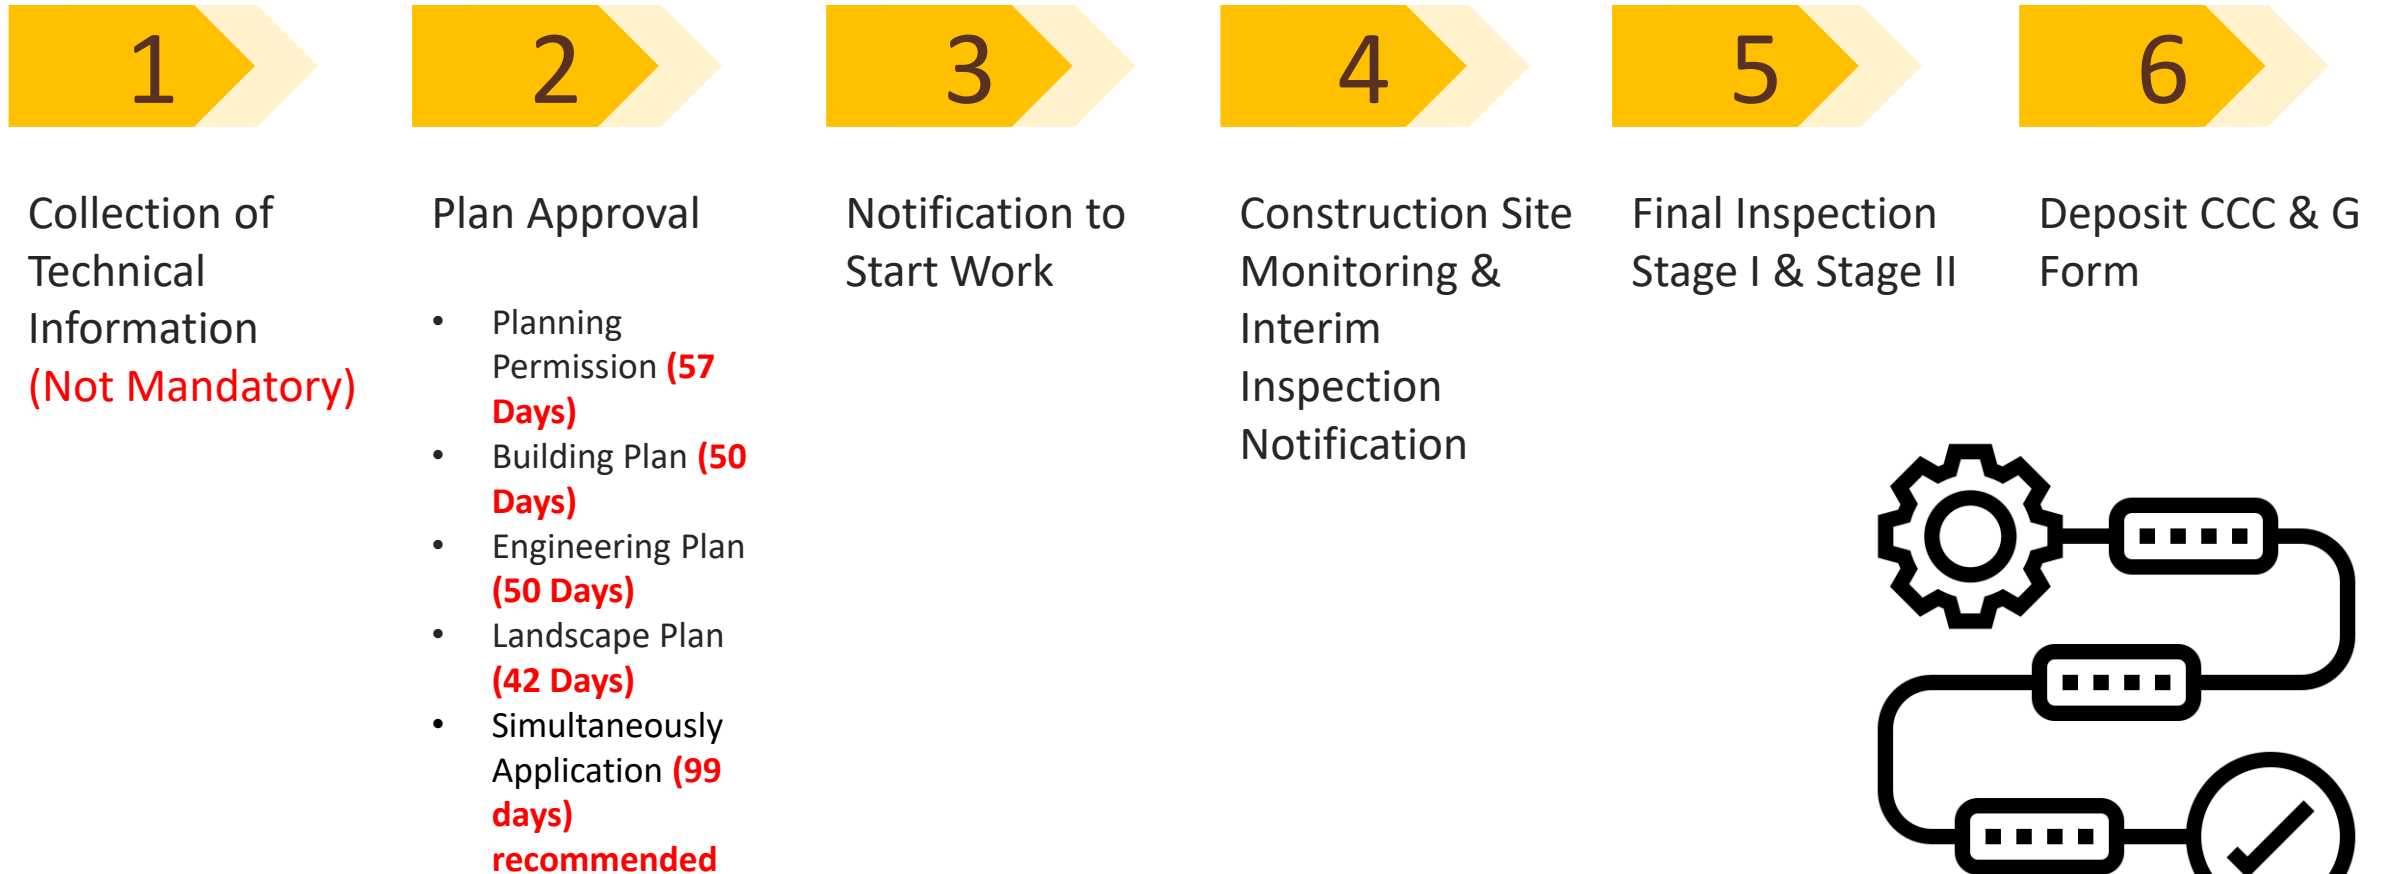 1
Collection of
Technical
Information
(Not Mandatory)
2
Plan Approval
• Planning
Permission (57
Days)
• Building Plan (50
Days)
• Engineering Plan
(50 Days)
• Landscape Plan
(42 Days)
• Simultaneously
Application (99
days)
recommended
3
Notification to
Start Work
4
Construction Site
Monitoring &
Interim
Inspection
Notification
5
Final Inspection
Stage I & Stage II
6
Deposit CCC & G
Form